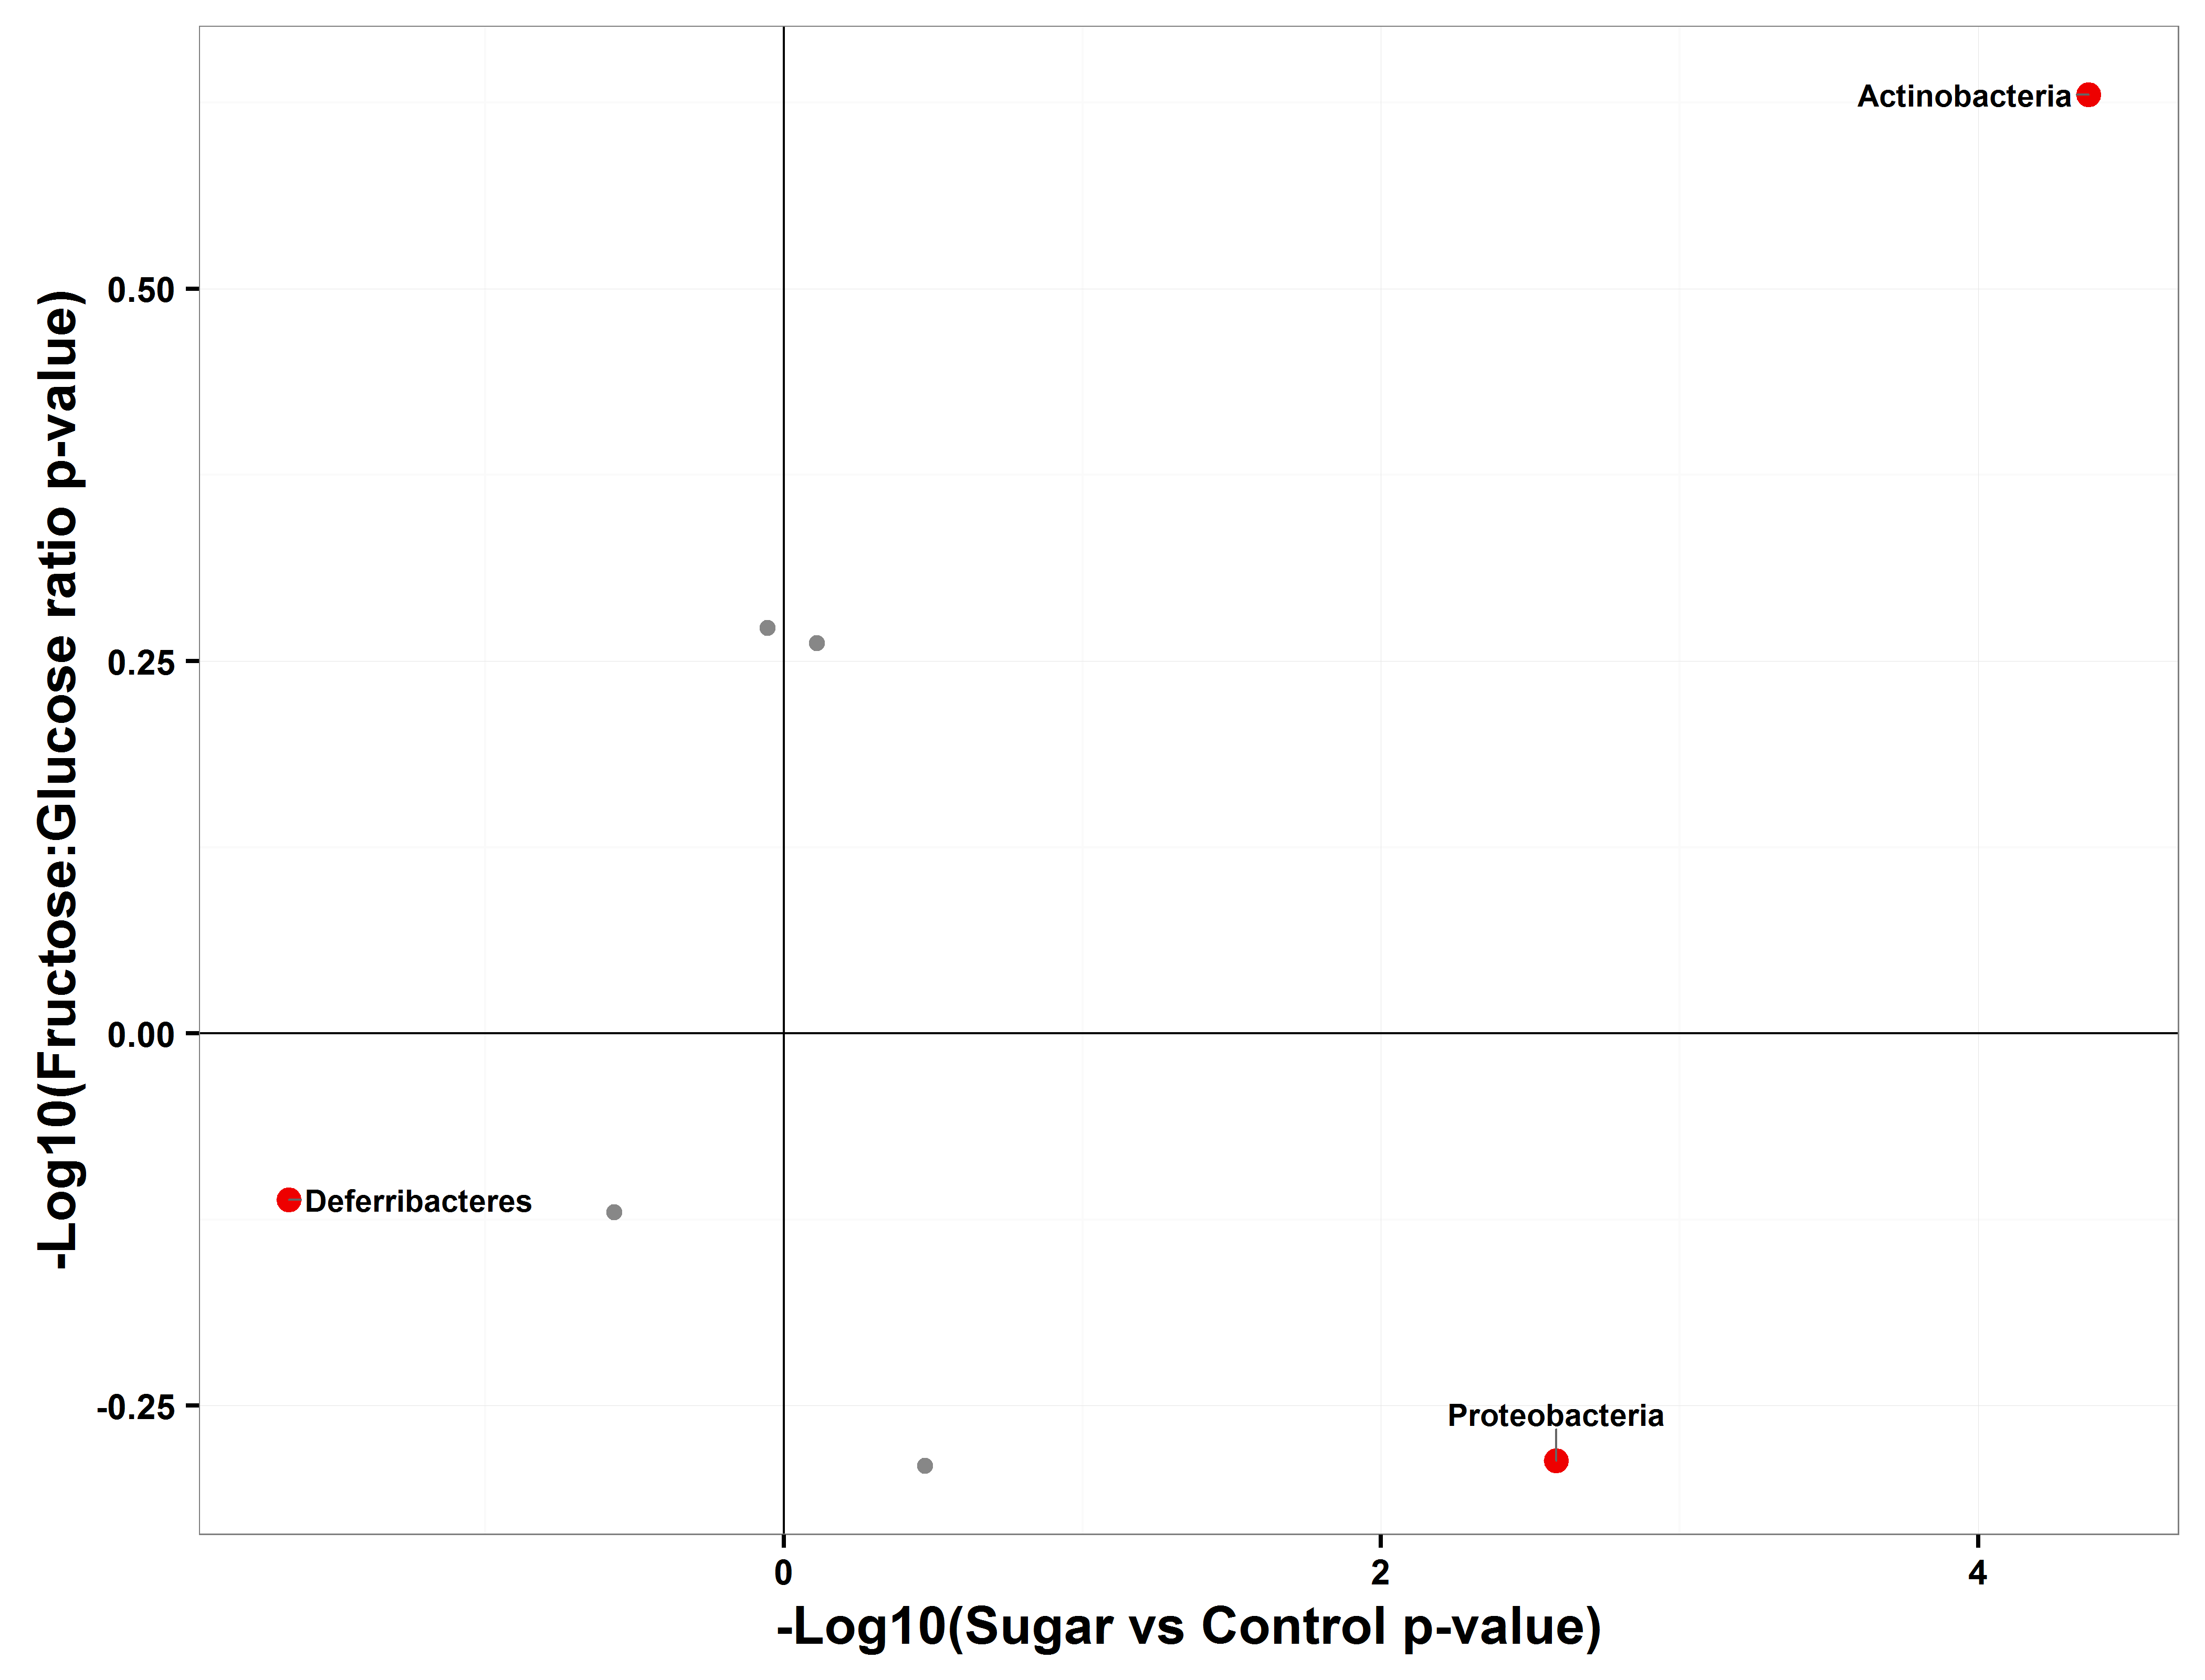 Actinobacteria
0.50
0.25
0.00
-0.25
-Log10(Fructose:Glucose ratio p-value)
Deferribacteres
Proteobacteria
0 2 4
-Log10(Sugar vs Control p-value)